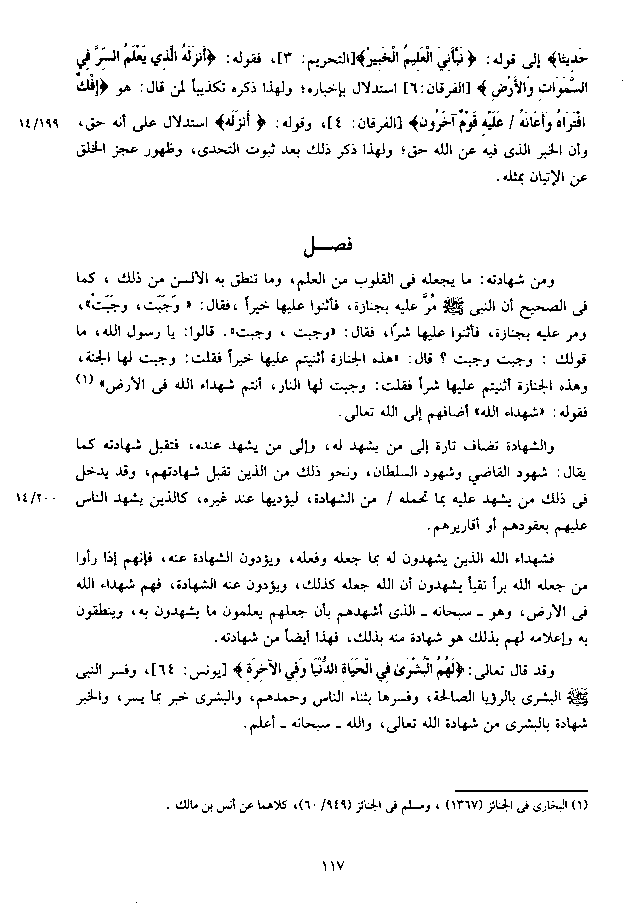 حَدِيثًا﴾ إلى قوله: ﴿ نَبَّأَنِيَ الْعَلِيمُ الْخَبِيرُ﴾[التحريم: ٣]، فقوله: ﴿أَنزَلَهُ الَّذِي يَعْلَمُ السِّرَّ فِي
السَّمَوَاتِ وَالأَرْضِ ﴾ [الفرقان: ٦] استدلال بإخباره؛ ولهذا ذكره تكذيباً لمن قال: هو ﴿إِفْكٌ
افْتَرَاهُ وَأَعَانَهُ / عَلَيْهِ قَوْمٌ آخَرُونَ﴾ [الفرقان: ٤]، وقوله: ﴿ أَنزَلَهُ﴾ استدلال على أنه حق، ١٤/١٩٩
وأن الخبر الذى فيه عن الله حق؛ ولهذا ذكر ذلك بعد ثبوت التحدى، وظهور عجز الخلق
عن الإتيان بمثله.
فصــل
ومن شهادته: ما يجعله فى القلوب من العلم، وما تنطق به الألسن من ذلك ، كما
فى الصحيح أن النبى ﷺ مُرَّ عليه بجنازة، فأثنوا عليها خيراً ،فقال: « وَجَبَت، وجَبَتْ»،
ومر عليه بجنازة، فأثنوا عليها شرًا، فقال: «وجبت ، وجبت». قالوا: يا رسول الله، ما
قولك : وجبت وجبت ؟ قال: «هذه الجنازة أثنيتم عليها خيراً فقلت: وجبت لها الجنة،
وهذه الجنازة أثنيتم عليها شراً فقلت: وجبت لها النار، أنتم شهداء الله فى الأرض» (١)
فقوله: «شهداء الله» أضافهم إلى الله تعالى.
والشهادة تضاف تارة إلى من يشهد له، وإلى من يشهد عنده، فتقبل شهادته كما
يقال: شهود القاضي وشهود السلطان، ونحو ذلك من الذين تقبل شهادتهم، وقد يدخل
فى ذلك من يشهد عليه بما تحمله / من الشهادة، ليؤديها عند غيره، كالذين يشهد الناس ١٤/٢٠٠
عليهم بعقودهم أو أقاريرهم.
فشهداء الله الذين يشهدون له بما جعله وفعله، ويؤدون الشهادة عنه، فإنهم إذا رأوا
من جعله الله برا تقيًا يشهدون أن الله جعله كذلك، ويؤدون عنه الشهادة، فهم شهداء الله
فى الأرض، وهو ـ سبحانه ـ الذى أشهدهم بأن جعلهم يعلمون ما يشهدون به، وينطقون
به وإعلامه لهم بذلك هو شهادة منه بذلك، فهذا أيضاً من شهادته.
وقد قال تعالى: ﴿لَهُمُ الْبُشْرَىٰ فِي الْحَيَاةِ الدُّنْيَا وَفِي الآخِرَةِ ﴾ [يونس: ٦٤]، وفسر النبى
ﷺ البشرى بالرؤيا الصالحة، وفسرها بثناء الناس وحمدهم، والبشرى خبر بما يسر، والخبر
شهادة بالبشرى من شهادة الله تعالى، والله ـ سبحانه ـ أعلم.
(١) البخارى فى الجنائز (١٣٦٧) ، ومسلم فى الجنائز (٦٠/٩٤٩)، كلاهما عن أنس بن مالك .
١١٧